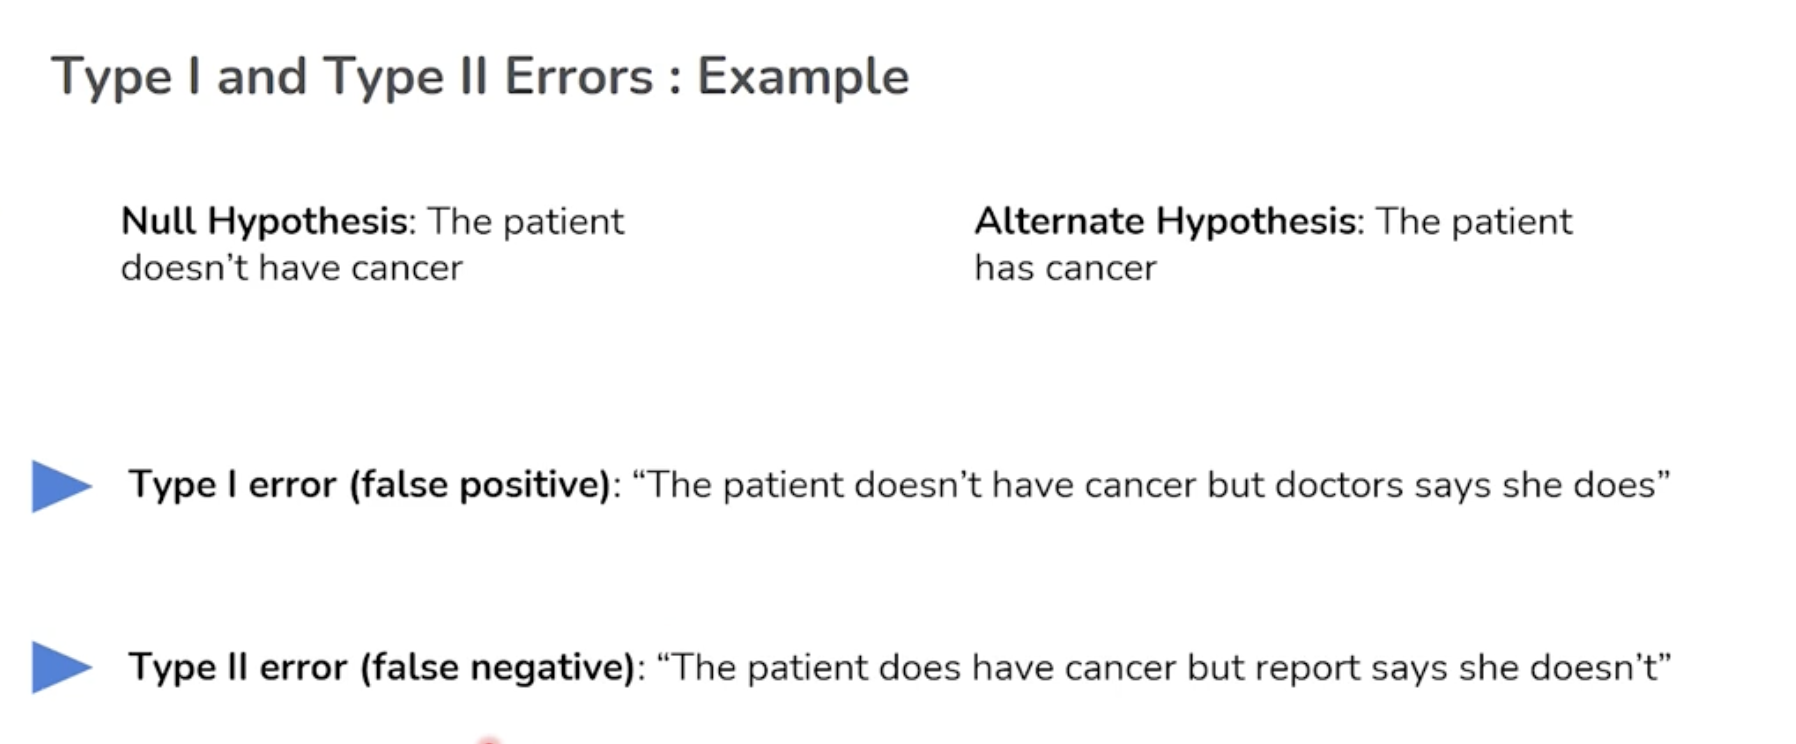 Type I and Type II Errors : Example
Null Hypothesis: The patient
doesn’t have cancer
Alternate Hypothesis: The patient
has cancer
Type I error (false positive): “The patient doesn’t have cancer but doctors says she does”
Type II error (false negative): “The patient does have cancer but report says she doesn’t”